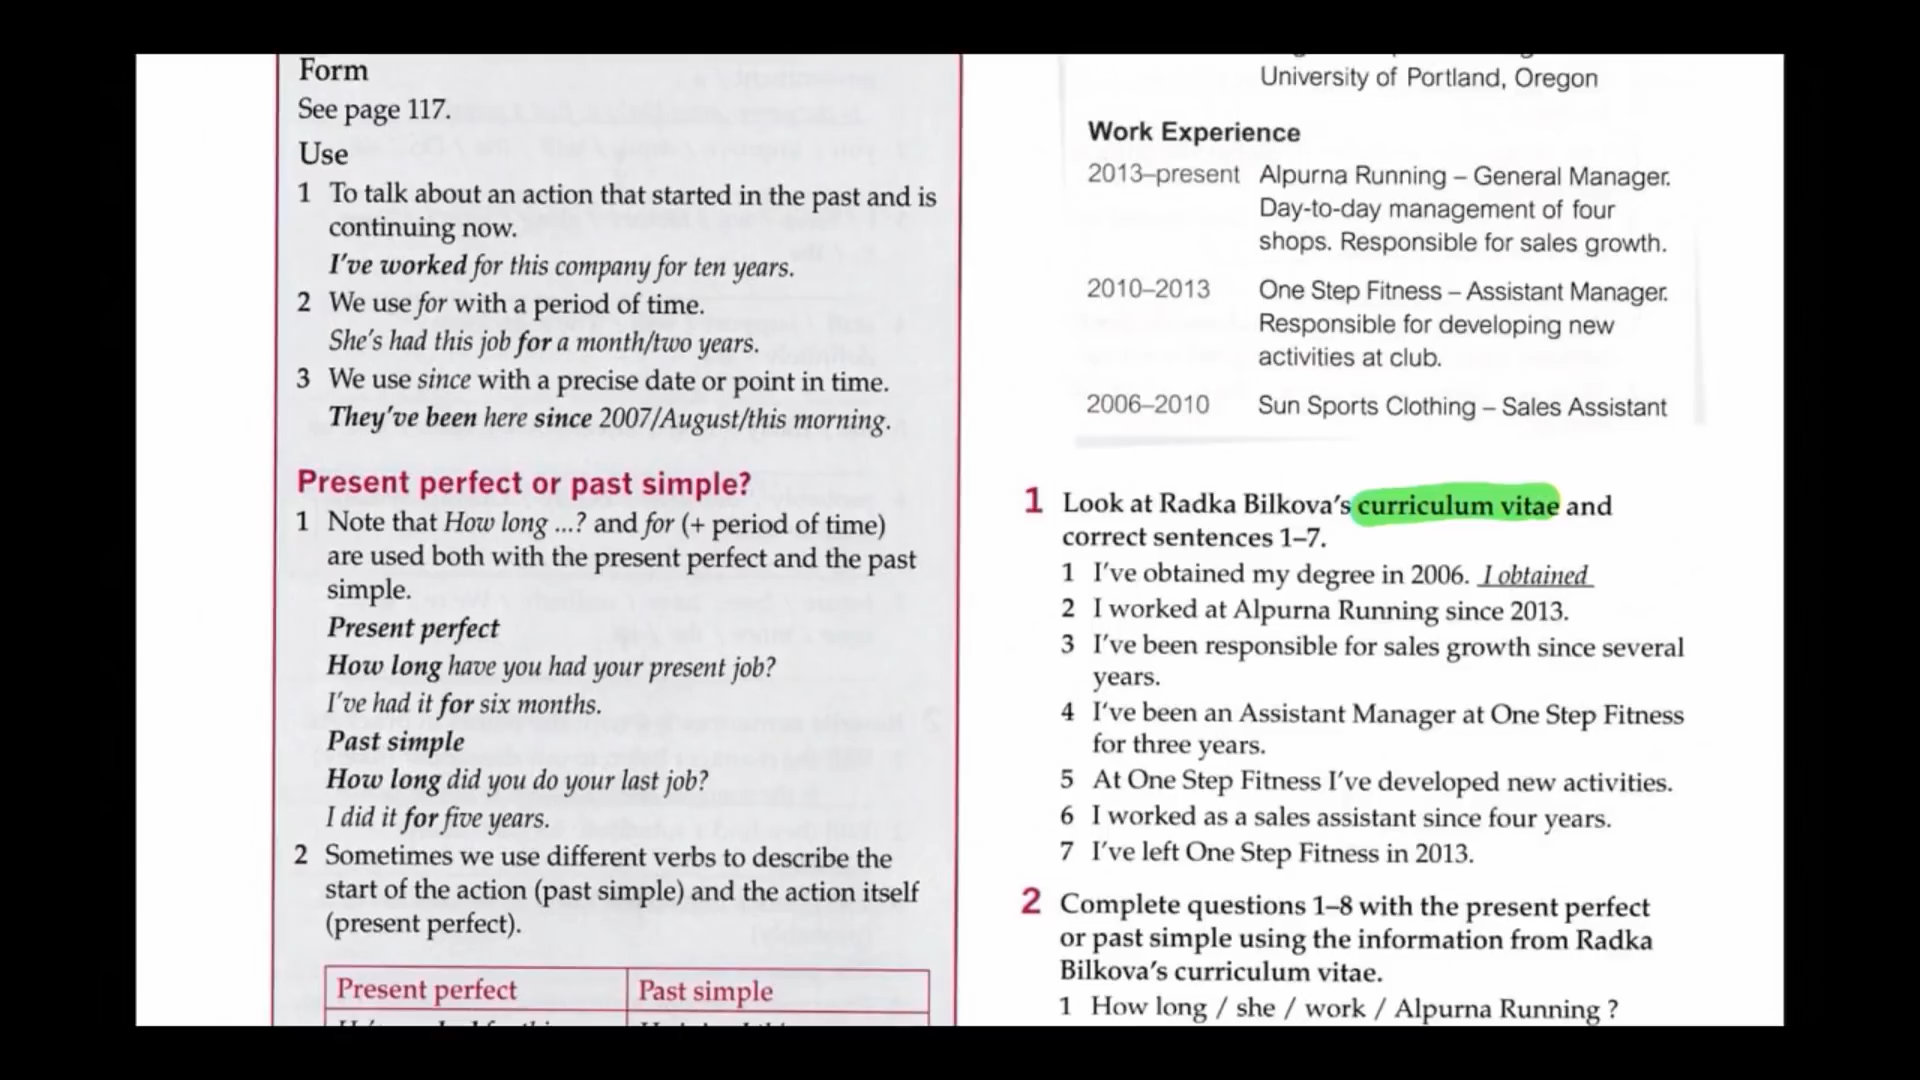 Form
See page 117.
Use
1 To talk about an action that started in the past and is
continuing now.
I've worked for this company for ten years.
2 We use for with a period of time.
She's had this job for a month/two years.
3 We use since with a precise date or point in time.
They've been here since 2007/August/this morning.
Present perfect or past simple?
1 Note that How long ...? and for (+ period of time)
are used both with the present perfect and the past
simple.
Present perfect
How long have you had your present job?
I've had it for six months.
Past simple
How long did you do your last job?
I did it for five years.
2 Sometimes we use different verbs to describe the
start of the action (past simple) and the action itself
(present perfect).
Present perfect Past simple
University of Portland, Oregon
Work Experience
2013–present Alpurna Running – General Manager.
Day-to-day management of four
shops. Responsible for sales growth.
2010–2013 One Step Fitness – Assistant Manager.
Responsible for developing new
activities at club.
2006–2010 Sun Sports Clothing – Sales Assistant
1 Look at Radka Bilkova's curriculum vitae and
correct sentences 1–7.
1 I've obtained my degree in 2006. I obtained
2 I worked at Alpurna Running since 2013.
3 I've been responsible for sales growth since several
years.
4 I've been an Assistant Manager at One Step Fitness
for three years.
5 At One Step Fitness I've developed new activities.
6 I worked as a sales assistant since four years.
7 I've left One Step Fitness in 2013.
2 Complete questions 1–8 with the present perfect
or past simple using the information from Radka
Bilkova's curriculum vitae.
1 How long / she / work / Alpurna Running ?